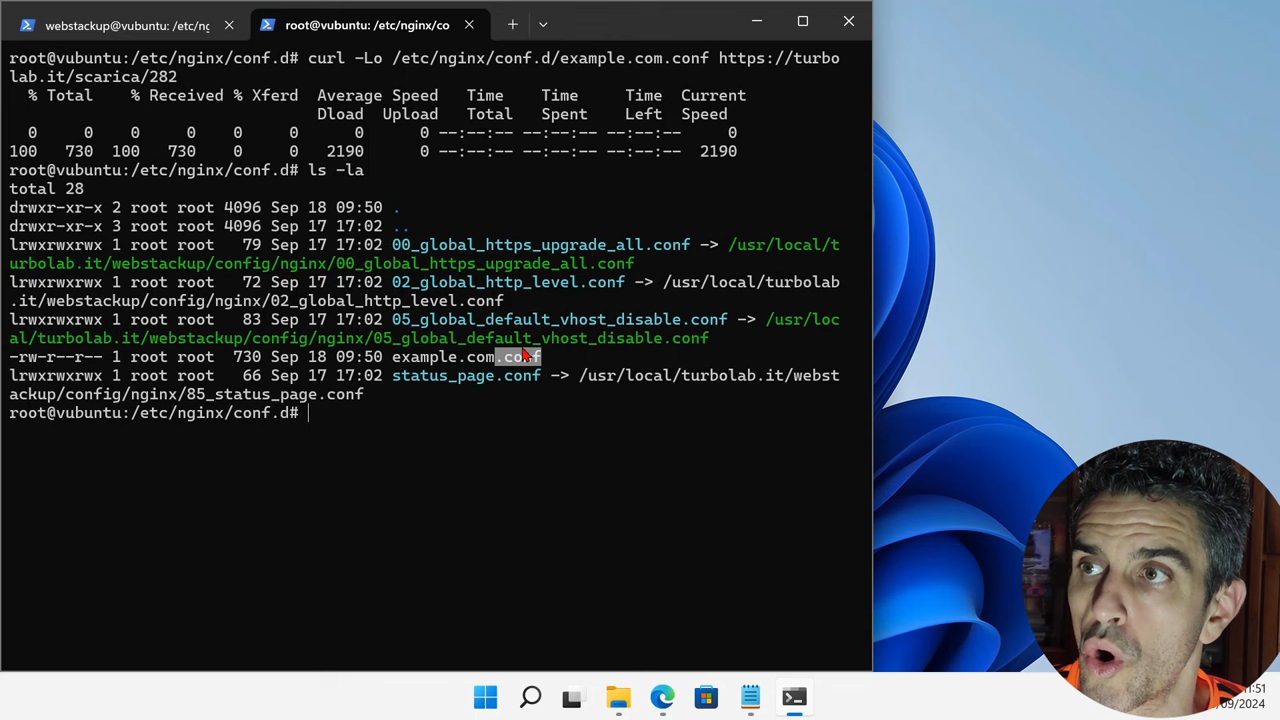 webstackup@vubuntu: /etc/ng
root@vubuntu: /etc/nginx/co
root@vubuntu:/etc/nginx/conf.d# curl -Lo /etc/nginx/conf.d/example.com.conf https://turbo
lab.it/scarica/282
% Total % Received % Xferd Average Speed Time Time Time Current
Dload Upload Total Spent Left Speed
0 0 0 0 0 0 0 0 --:--:-- --:--:-- --:--:-- 0
100 730 100 730 0 0 2190 0 --:--:-- --:--:-- --:--:-- 2190
root@vubuntu:/etc/nginx/conf.d# ls -la
total 28
drwxr-xr-x 2 root root 4096 Sep 18 09:50 .
drwxr-xr-x 3 root root 4096 Sep 17 17:02 ..
lrwxrwxrwx 1 root root 79 Sep 17 17:02 00_global_https_upgrade_all.conf -> /usr/local/t
urbolab.it/webstackup/config/nginx/00_global_https_upgrade_all.conf
lrwxrwxrwx 1 root root 72 Sep 17 17:02 02_global_http_level.conf -> /usr/local/turbolab
.it/webstackup/config/nginx/02_global_http_level.conf
lrwxrwxrwx 1 root root 83 Sep 17 17:02 05_global_default_vhost_disable.conf -> /usr/loc
al/turbolab.it/webstackup/config/nginx/05_global_default_vhost_disable.conf
-rw-r--r-- 1 root root 730 Sep 18 09:50 example.com.conf
lrwxrwxrwx 1 root root 66 Sep 17 17:02 status_page.conf -> /usr/local/turbolab.it/webst
ackup/config/nginx/85_status_page.conf
root@vubuntu:/etc/nginx/conf.d#
:51
/09/2024